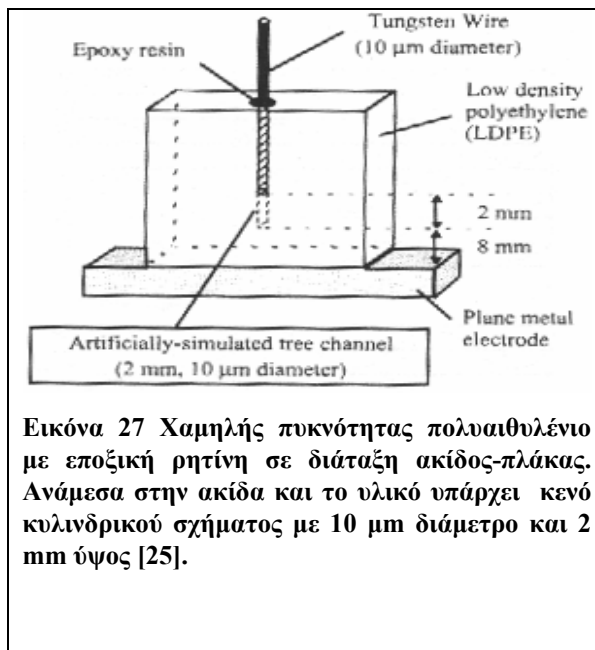 Tungsten Wire
(10 μm diameter)
Epoxy resin
Low density
polyethylene
(LDPE)
2 mm
8 mm
Plane metal
electrode
Artificially-simulated tree channel
(2 mm, 10 μm diameter)
Εικόνα 27 Χαμηλής πυκνότητας πολυαιθυλένιο
με εποξική ρητίνη σε διάταξη ακίδος-πλάκας.
Ανάμεσα στην ακίδα και το υλικό υπάρχει κενό
κυλινδρικού σχήματος με 10 μm διάμετρο και 2
mm ύψος [25].